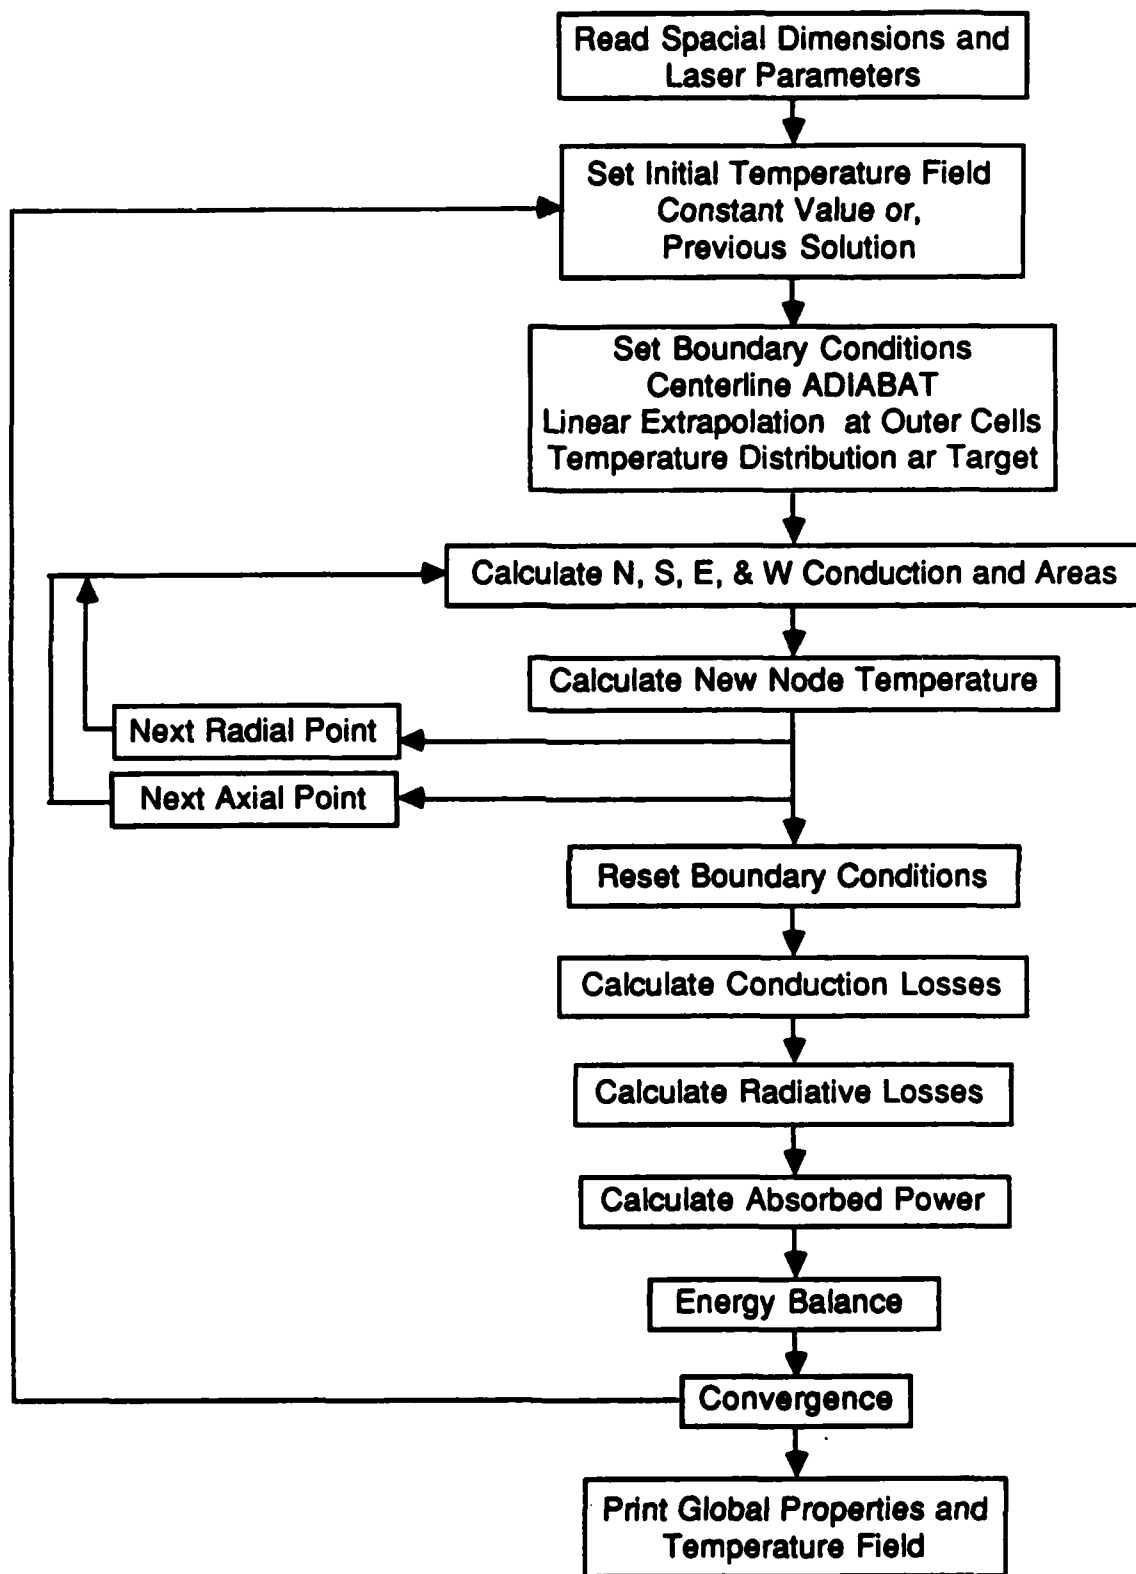 Read Spacial Dimensions and
Laser Parameters
Set Initial Temperature Field
Constant Value or,
Previous Solution
Set Boundary Conditions
Centerline ADIABAT
Linear Extrapolation at Outer Cells
Temperature Distribution ar Target
Calculate N, S, E, & W Conduction and Areas
Calculate New Node Temperature
Next Radial Point
Next Axial Point
Reset Boundary Conditions
Calculate Conduction Losses
Calculate Radiative Losses
Calculate Absorbed Power
Energy Balance
Convergence
Print Global Properties and
Temperature Field